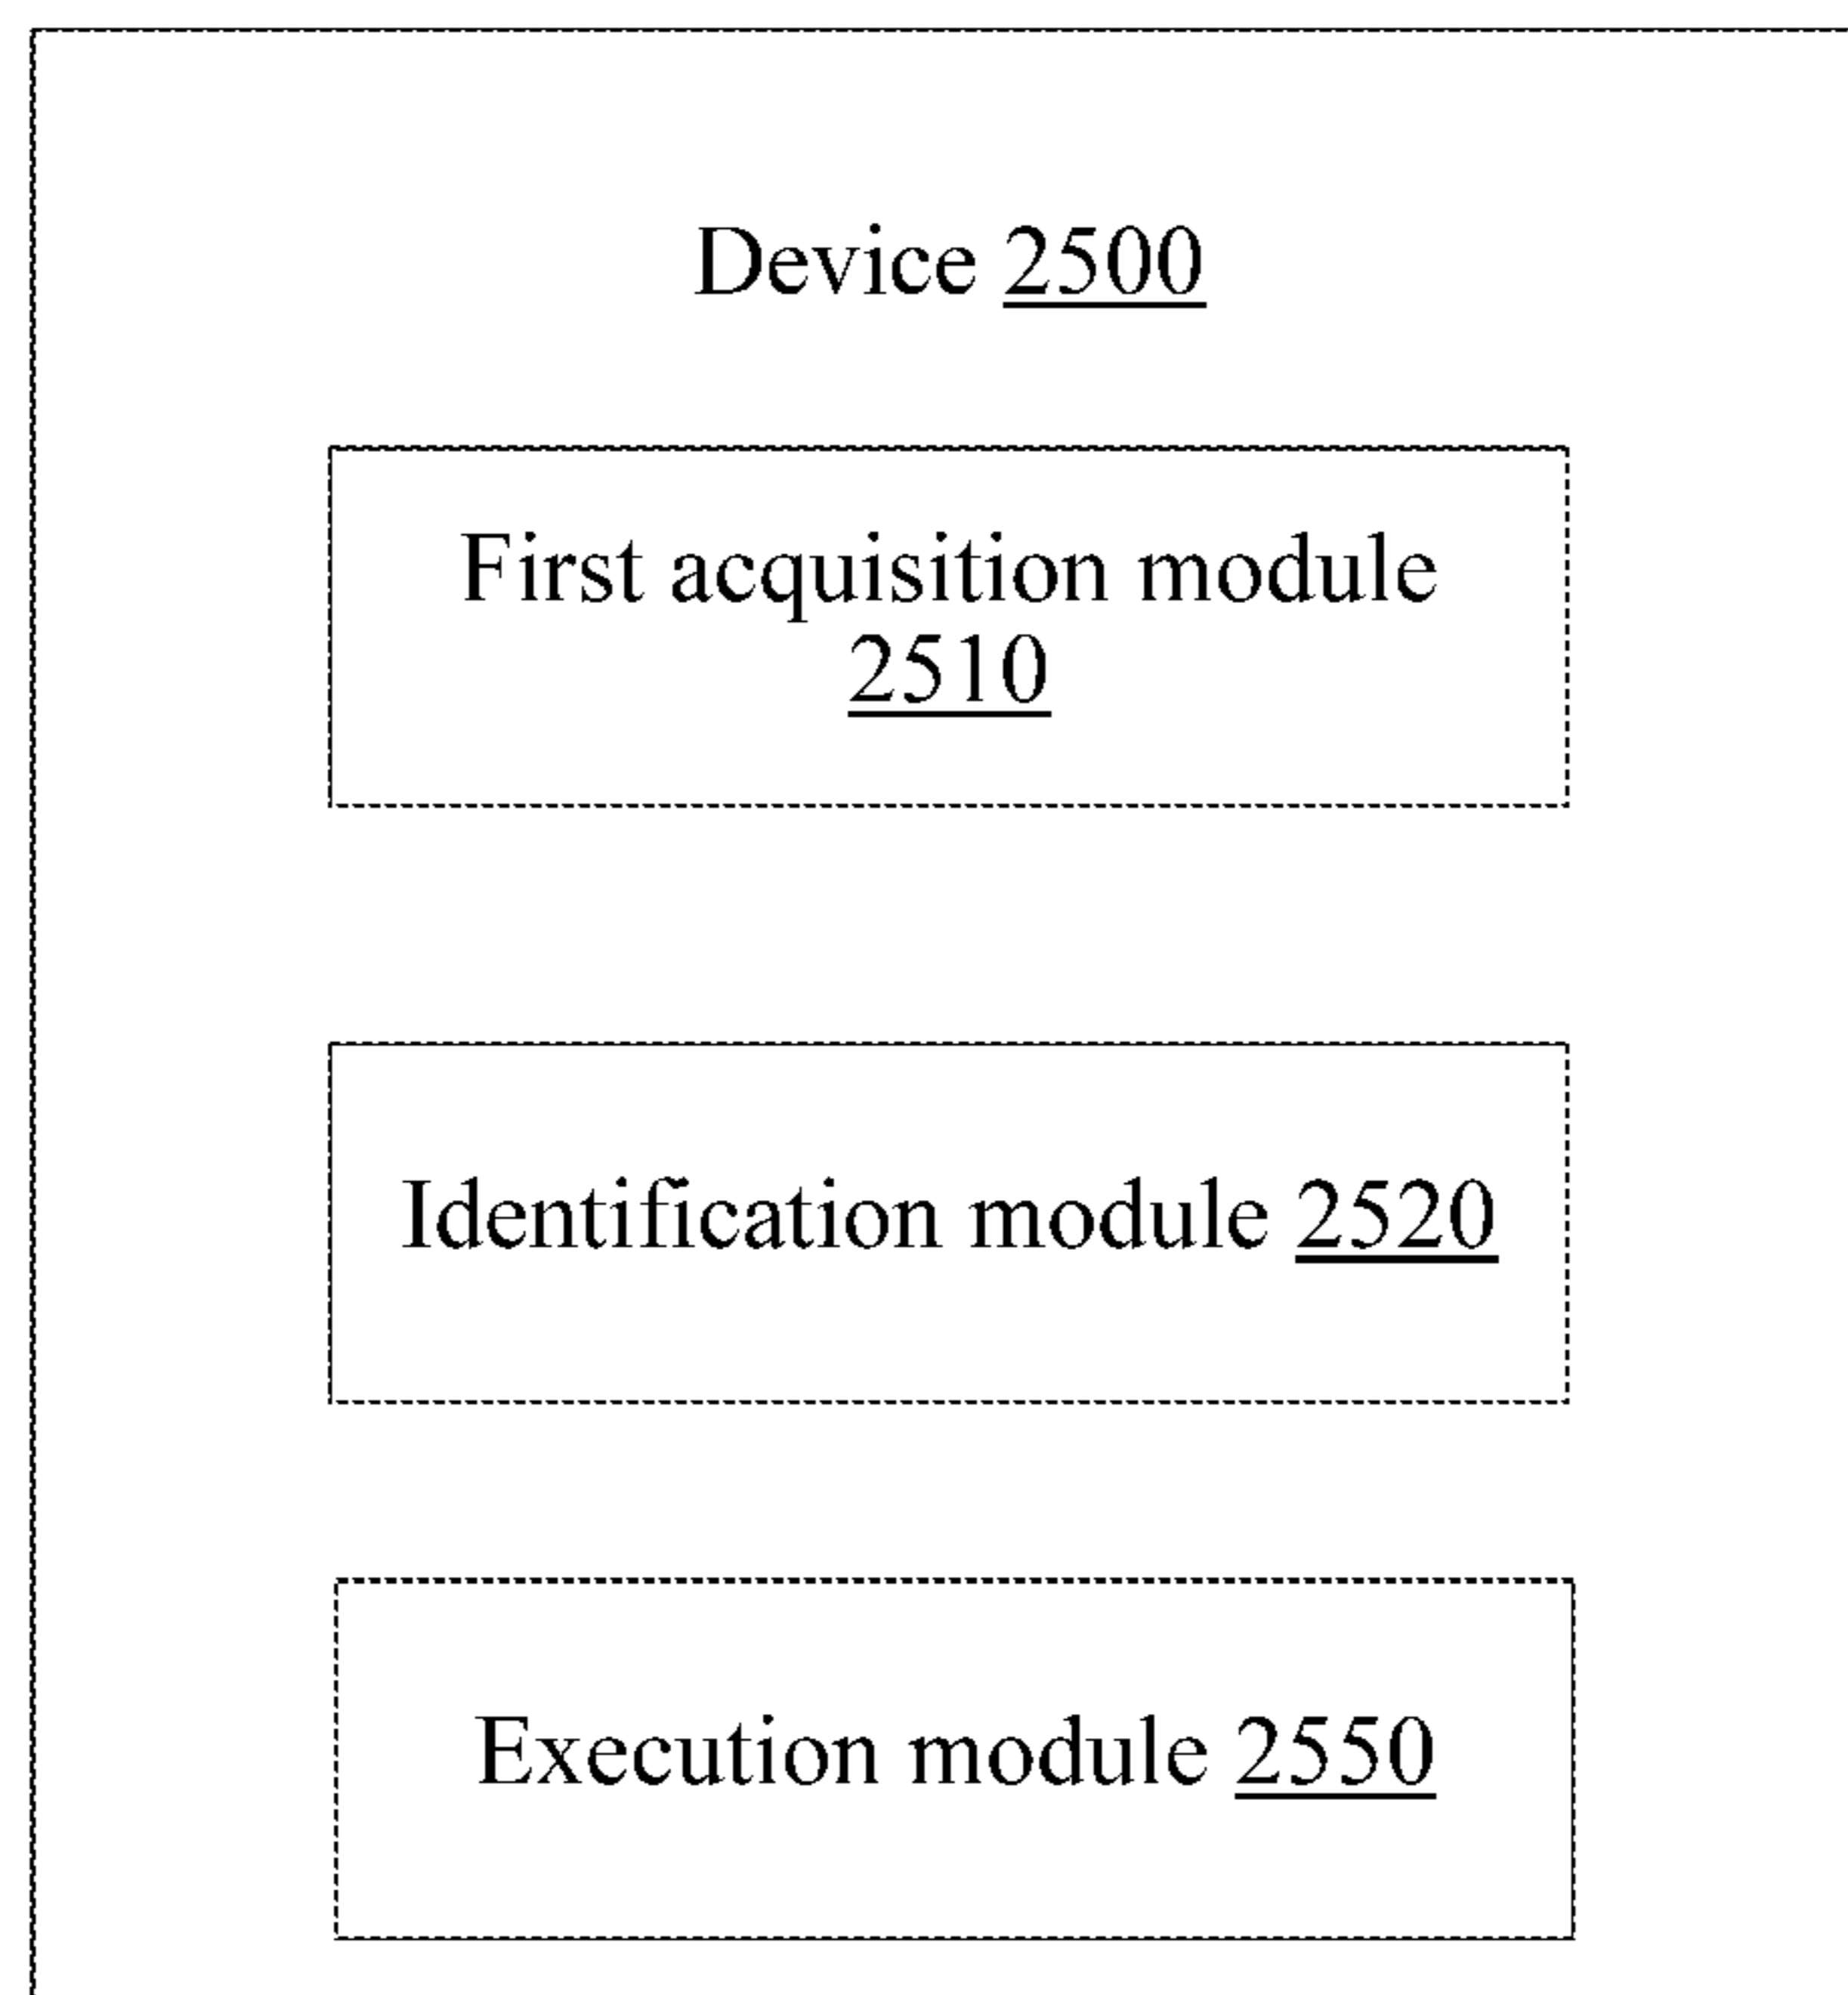 Device 2500
First acquisition module
2510
Identification module 2520
Execution module 2550